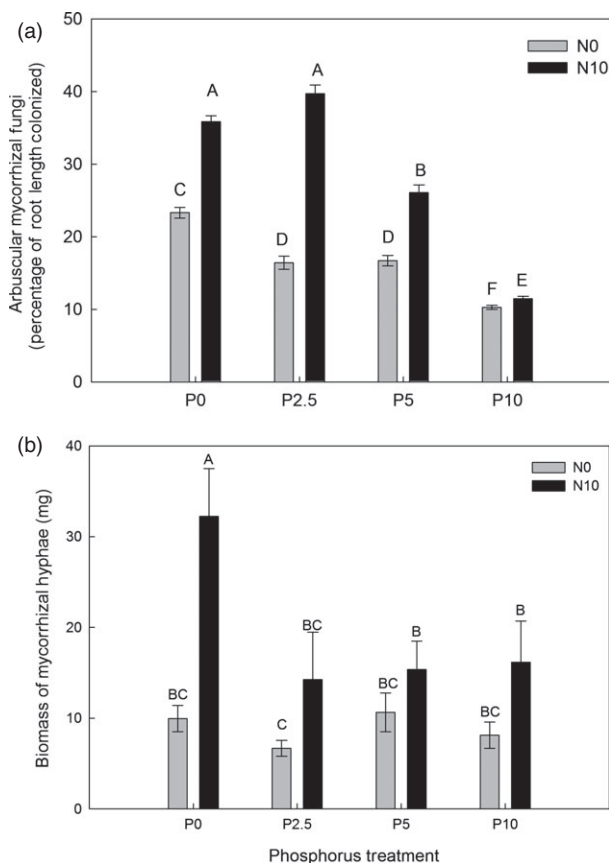 (a)
Arbuscular mycorrhizal fungi
(percentage of root length colonized)
50
40
30
20
10
0
N0
N10
C
A
D
A
D
B
F
E
P0
P2.5
P5
P10
(b)
Biomass of mycorrhizal hyphae (mg)
40
30
20
10
0
N0
N10
BC
A
C
BC
BC
B
BC
B
P0
P2.5
P5
P10
Phosphorus treatment